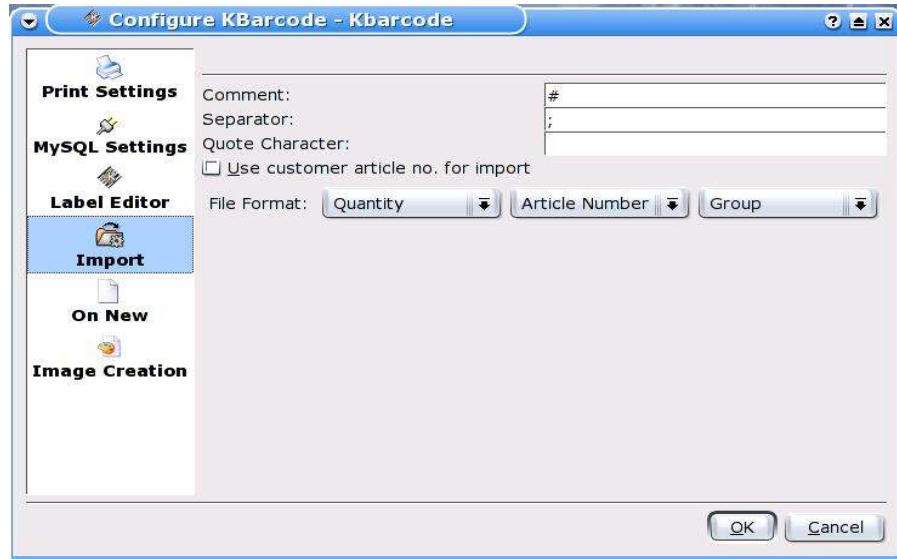 Configure KBarcode - Kbarcode
Print Settings
MySQL Settings
Label Editor
Import
On New
Image Creation
Comment: #
Separator: ;
Quote Character:
Use customer article no. for import
File Format: Quantity Article Number Group
OK Cancel